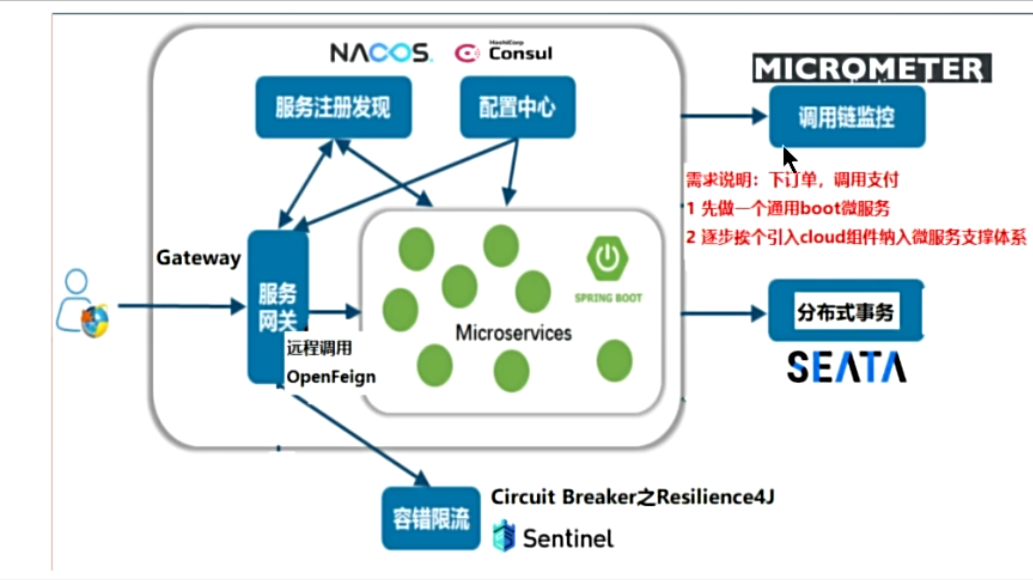 NACOS.
HashiCorp
Consul
MICROMETER
服务注册发现
配置中心
调用链监控
需求说明：下订单，调用支付
1 先做一个通用boot微服务
2 逐步挨个引入cloud组件纳入微服务支撑体系
Gateway
服务
网关
SPRING BOOT
Microservices
远程调用
OpenFeign
分布式事务
SEATA
Circuit Breaker之Resilience4J
容错限流
Sentinel